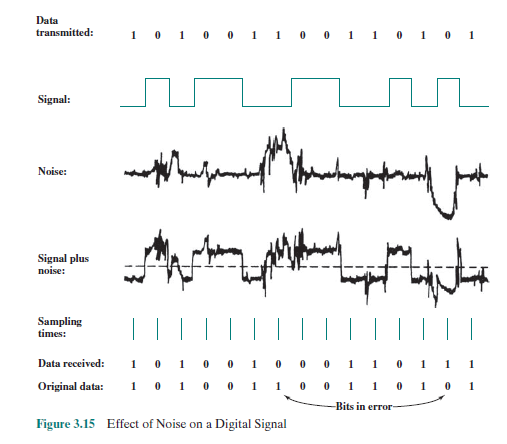 Data
transmitted: 1 0 1 0 0 1 1 0 0 1 1 0 1 0 1
Signal:
Noise:
Signal plus
noise:
Sampling
times:
Data received: 1 0 1 0 0 1 0 0 0 1 1 0 1 1 1
Original data: 1 0 1 0 0 1 1 0 0 1 1 0 1 0 1
Bits in error
Figure 3.15 Effect of Noise on a Digital Signal